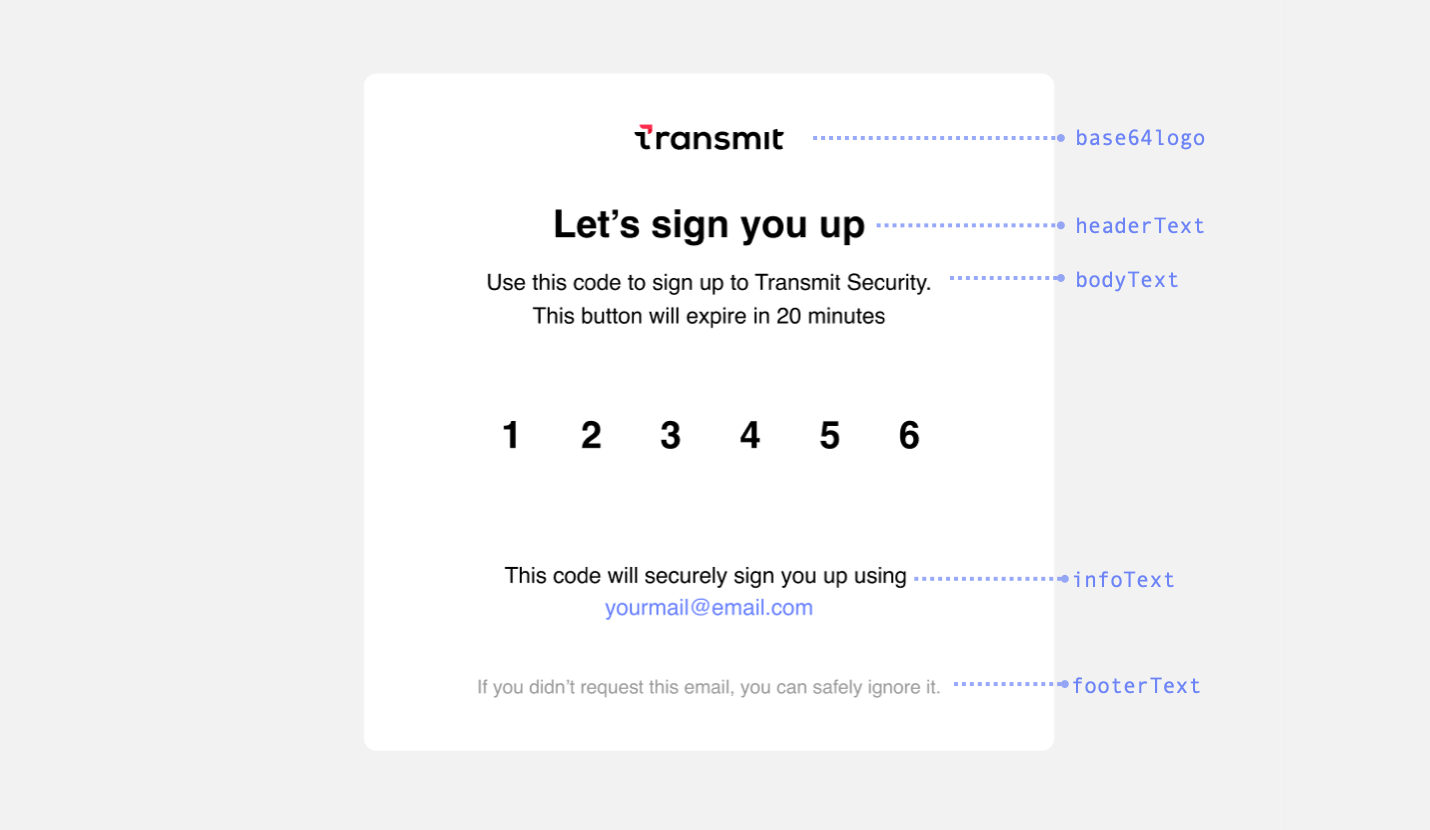 Transmit base64logo
Let’s sign you up headerText
Use this code to sign up to Transmit Security. bodyText
This button will expire in 20 minutes
1 2 3 4 5 6
This code will securely sign you up using infoText
yourmail@email.com
If you didn’t request this email, you can safely ignore it. footerText